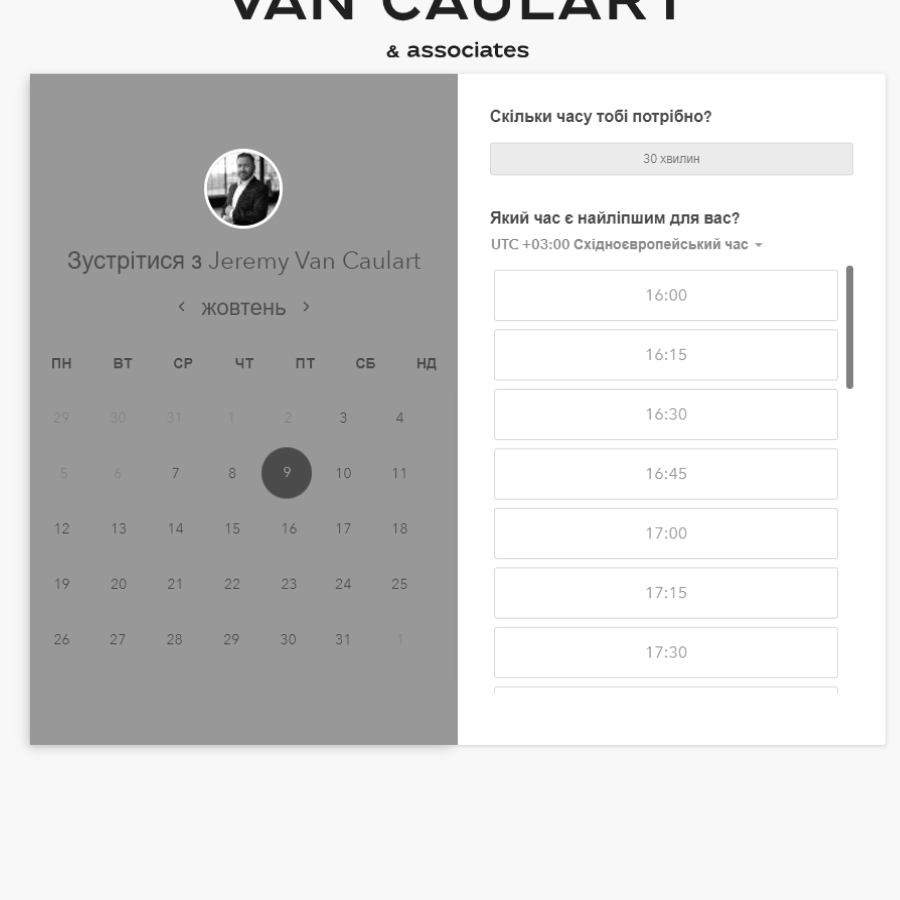 VAN CAULART
& associates
Зустрітися з Jeremy Van Caulart
жовтень
ПН ВТ СР ЧТ ПТ СБ НД
29 30 31 1 2 3 4
5 6 7 8 9 10 11
12 13 14 15 16 17 18
19 20 21 22 23 24 25
26 27 28 29 30 31 1
Скільки часу тобі потрібно?
30 хвилин
Який час є найліпшим для вас?
UTC +03:00 Східноєвропейський час
16:00
16:15
16:30
16:45
17:00
17:15
17:30